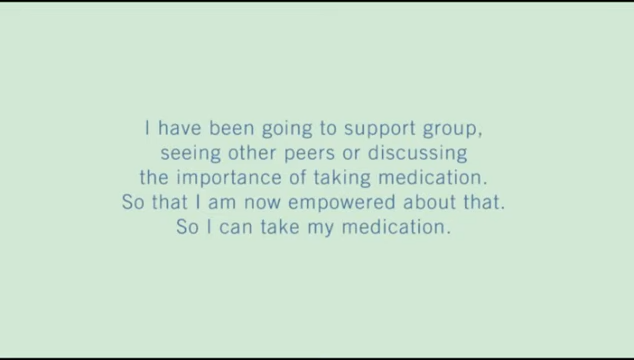 I have been going to support group,
seeing other peers or discussing
the importance of taking medication.
So that I am now empowered about that.
So I can take my medication.